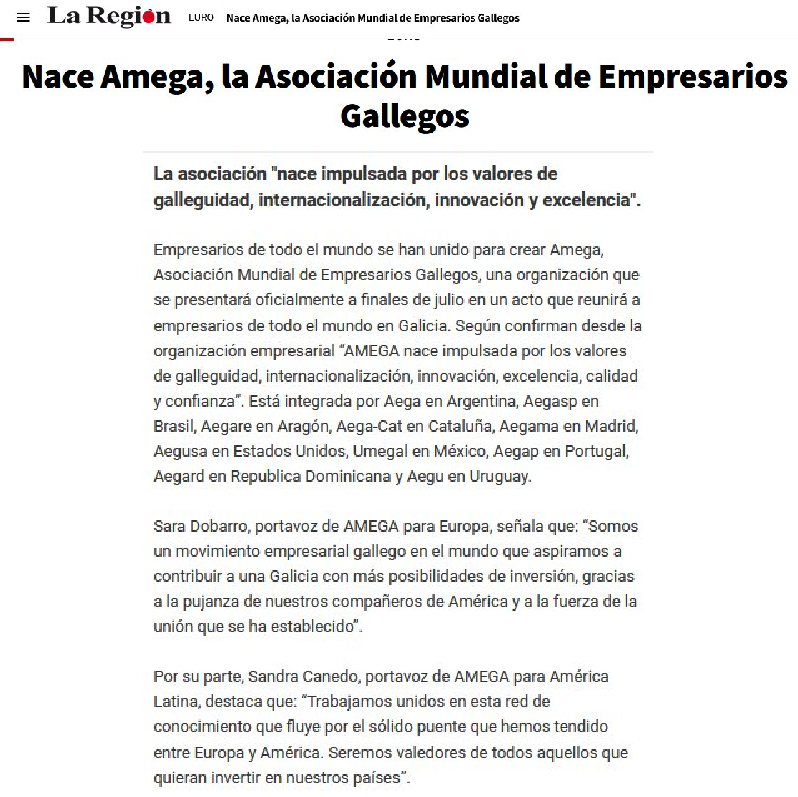 La Región EURO Nace Amega, la Asociación Mundial de Empresarios Gallegos
Nace Amega, la Asociación Mundial de Empresarios
Gallegos
La asociación "nace impulsada por los valores de
galleguidad, internacionalización, innovación y excelencia".
Empresarios de todo el mundo se han unido para crear Amega,
Asociación Mundial de Empresarios Gallegos, una organización que
se presentará oficialmente a finales de julio en un acto que reunirá a
empresarios de todo el mundo en Galicia. Según confirman desde la
organización empresarial “AMEGA nace impulsada por los valores
de galleguidad, internacionalización, innovación, excelencia, calidad
y confianza”. Está integrada por Aega en Argentina, Aegasp en
Brasil, Aegare en Aragón, Aega-Cat en Cataluña, Aegama en Madrid,
Aegusa en Estados Unidos, Umegal en México, Aegap en Portugal,
Aegard en Republica Dominicana y Aegu en Uruguay.
Sara Dobarro, portavoz de AMEGA para Europa, señala que: “Somos
un movimiento empresarial gallego en el mundo que aspiramos a
contribuir a una Galicia con más posibilidades de inversión, gracias
a la pujanza de nuestros compañeros de América y a la fuerza de la
unión que se ha establecido”.
Por su parte, Sandra Canedo, portavoz de AMEGA para América
Latina, destaca que: “Trabajamos unidos en esta red de
conocimiento que fluye por el sólido puente que hemos tendido
entre Europa y América. Seremos valedores de todos aquellos que
quieran invertir en nuestros países”.